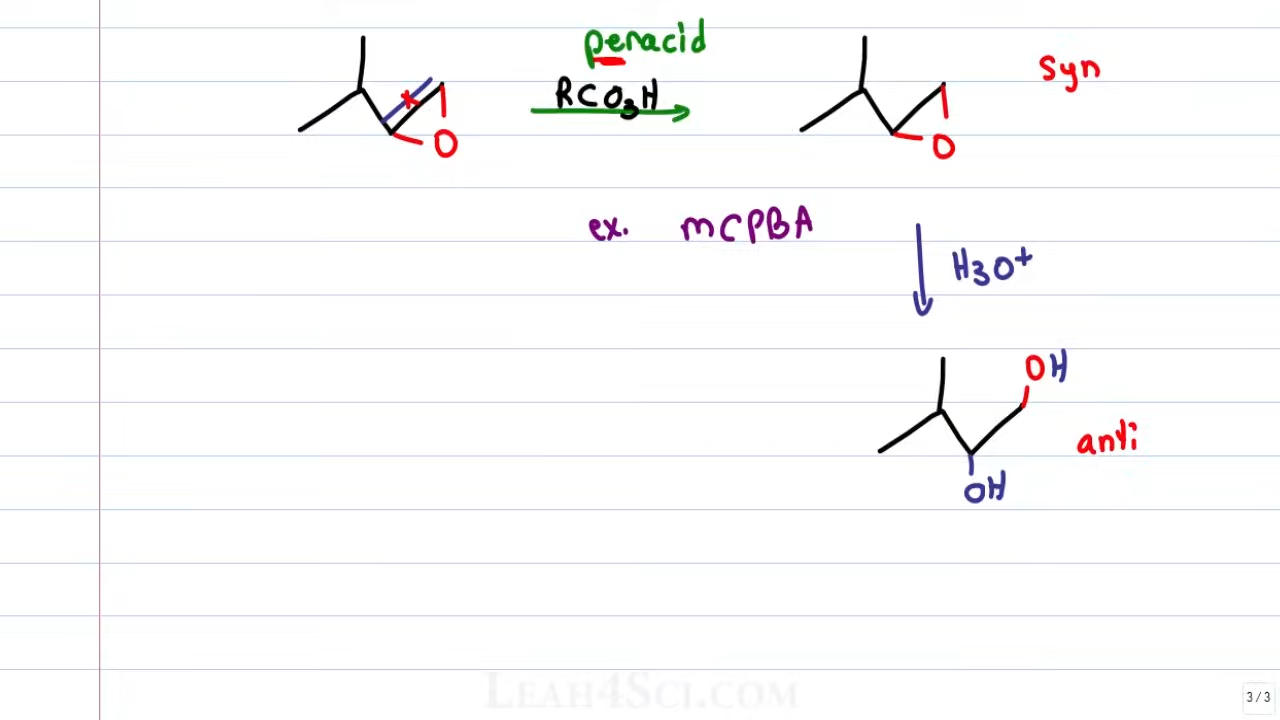 peracid
RCO3H
Syn
O
O
ex. mCPBA
H3O+
OH
anti
OH
LEAH4SCI.COM
3/3